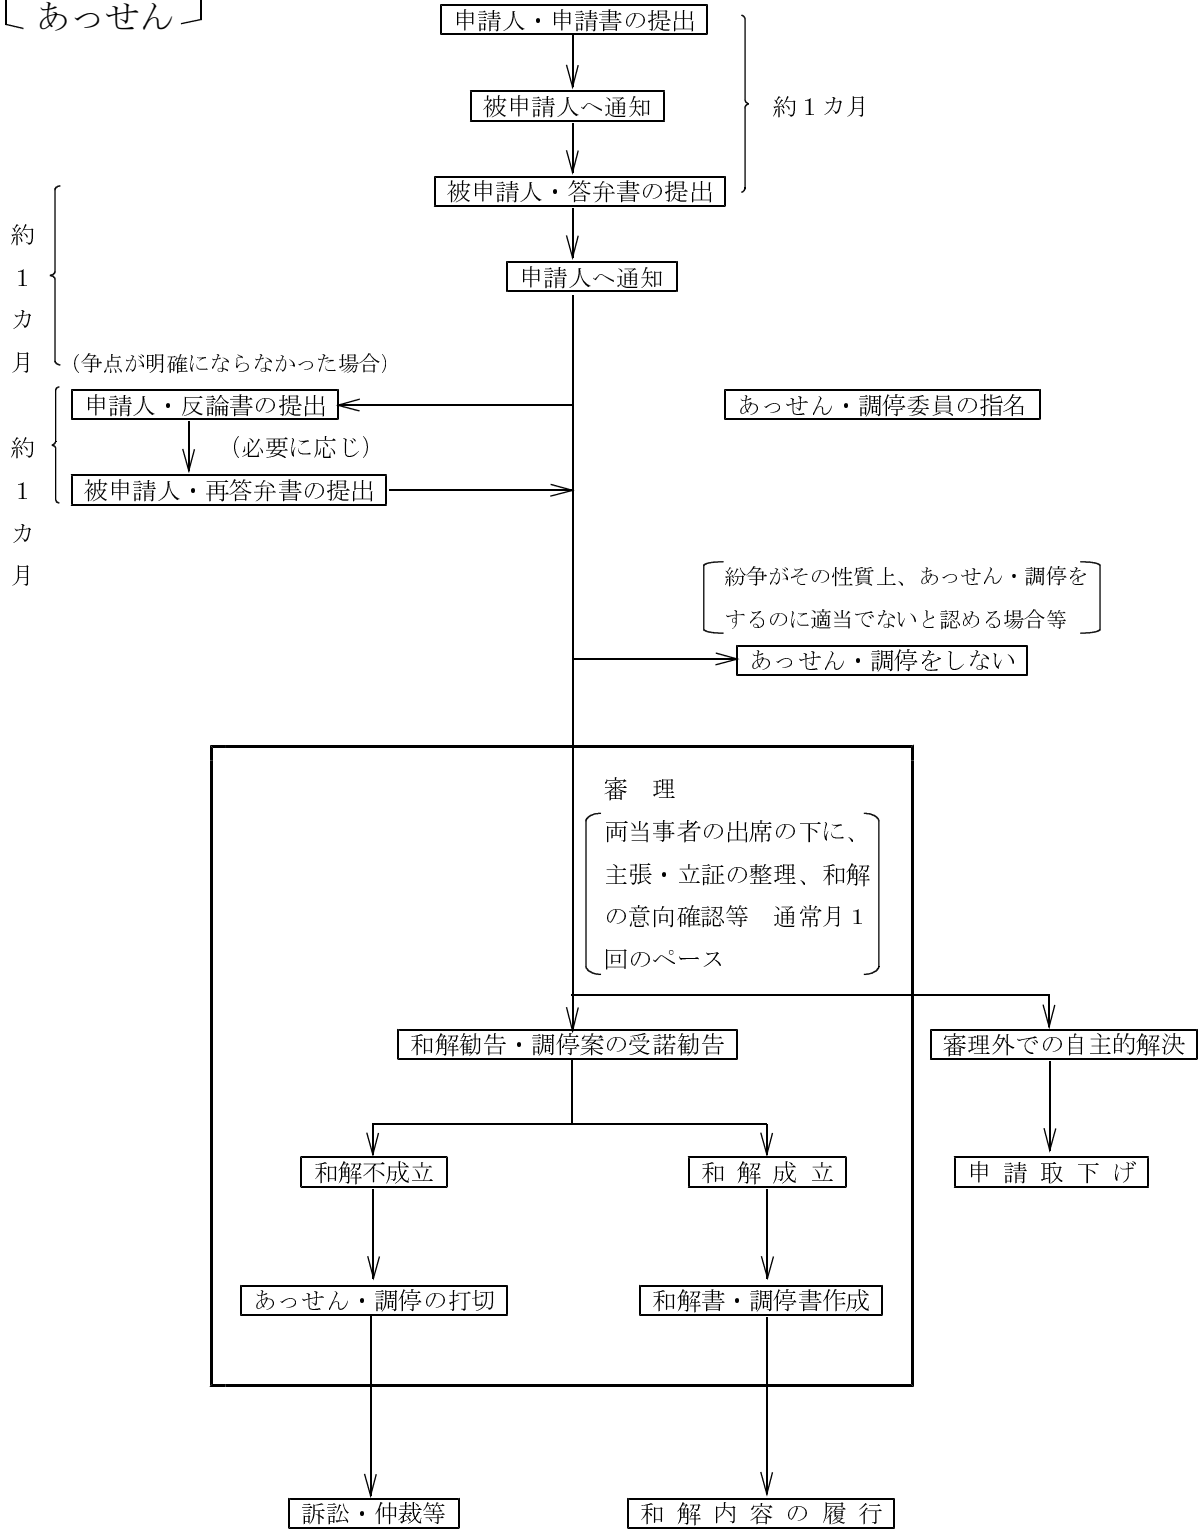 あっせん
申請人・申請書の提出
被申請人へ通知
約1カ月
被申請人・答弁書の提出
申請人へ通知
約
1
カ
月
（争点が明確にならなかった場合）
申請人・反論書の提出
あっせん・調停委員の指名
（必要に応じ）
約
1
カ
月
被申請人・再答弁書の提出
紛争がその性質上、あっせん・調停を
するのに適当でないと認める場合等
あっせん・調停をしない
審　理
両当事者の出席の下に、
主張・立証の整理、和解
の意向確認等　通常月1
回のペース
和解勧告・調停案の受諾勧告
審理外での自主的解決
和解不成立
和 解 成 立
申 請 取 下 げ
あっせん・調停の打切
和解書・調停書作成
訴訟・仲裁等
和 解 内 容 の 履 行